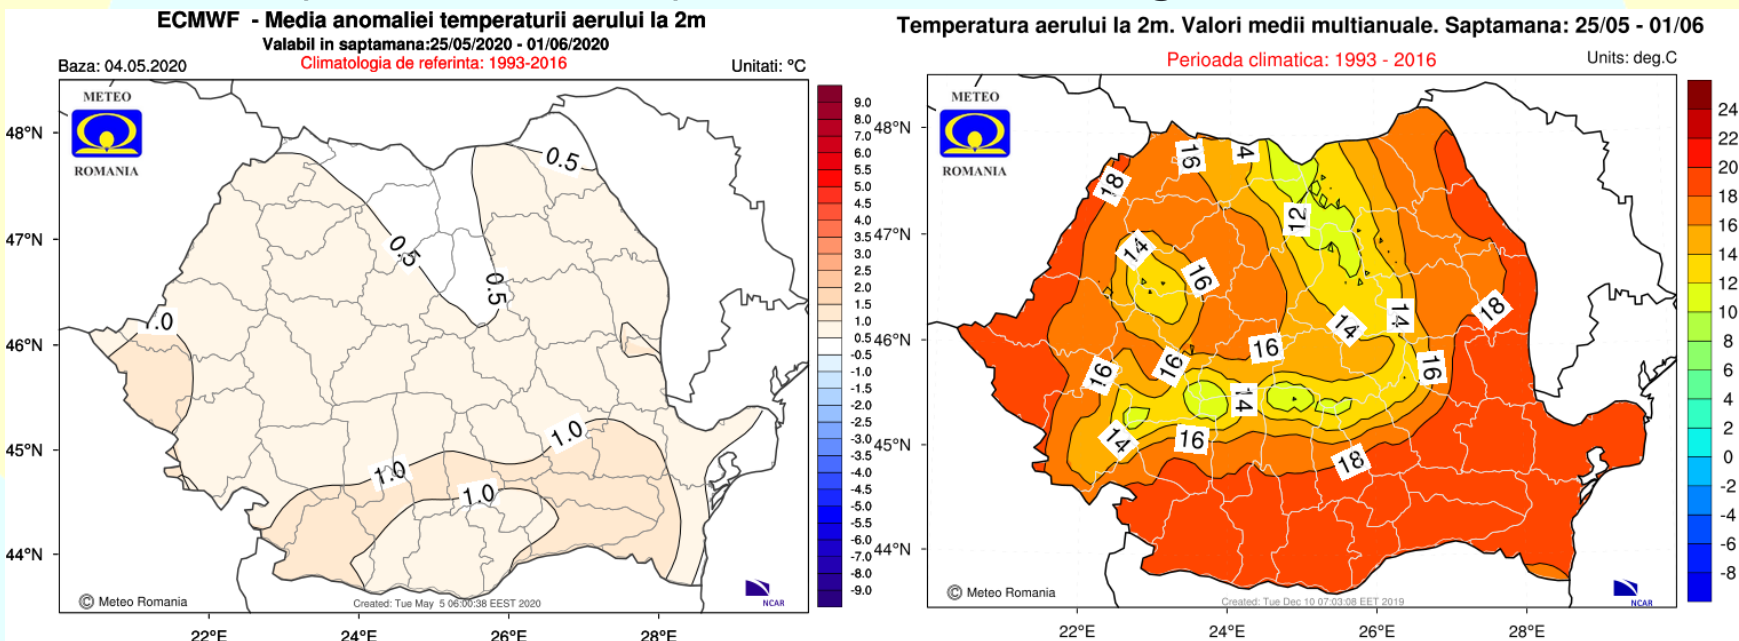 ECMWF - Media anomaliei temperaturii aerului la 2m
Valabil in saptamana:25/05/2020 - 01/06/2020
Baza: 04.05.2020
Climatologia de referinta: 1993-2016
Unitati: ºC
METEO
ROMANIA
48°N
47°N
46°N
45°N
44°N
22°E
24°E
26°E
28°E
0.5
0.5
0.5
1.0
1.0
1.0
9.0
8.0
7.0
6.0
5.5
5.0
4.5
4.0
3.5
3.0
2.5
2.0
1.5
1.0
0.5
-0.5
-1.0
-1.5
-2.0
-2.5
-3.0
-3.5
-4.0
-4.5
-5.0
-5.5
-6.0
-7.0
-8.0
-9.0
© Meteo Romania
Created: Tue May 5 06:00:38 EEST 2020
NCAR
Temperatura aerului la 2m. Valori medii multianuale. Saptamana: 25/05 - 01/06
Perioada climatica: 1993 - 2016
Units: deg.C
METEO
ROMANIA
48°N
47°N
46°N
45°N
44°N
22°E
24°E
26°E
28°E
16
4
18
12
14
16
14
14
18
16
16
16
16
14
14
16
18
24
22
20
18
16
14
12
10
8
6
4
2
0
-2
-4
-6
-8
© Meteo Romania
Created: Tue Dec 10 07:03:08 EET 2019
NCAR